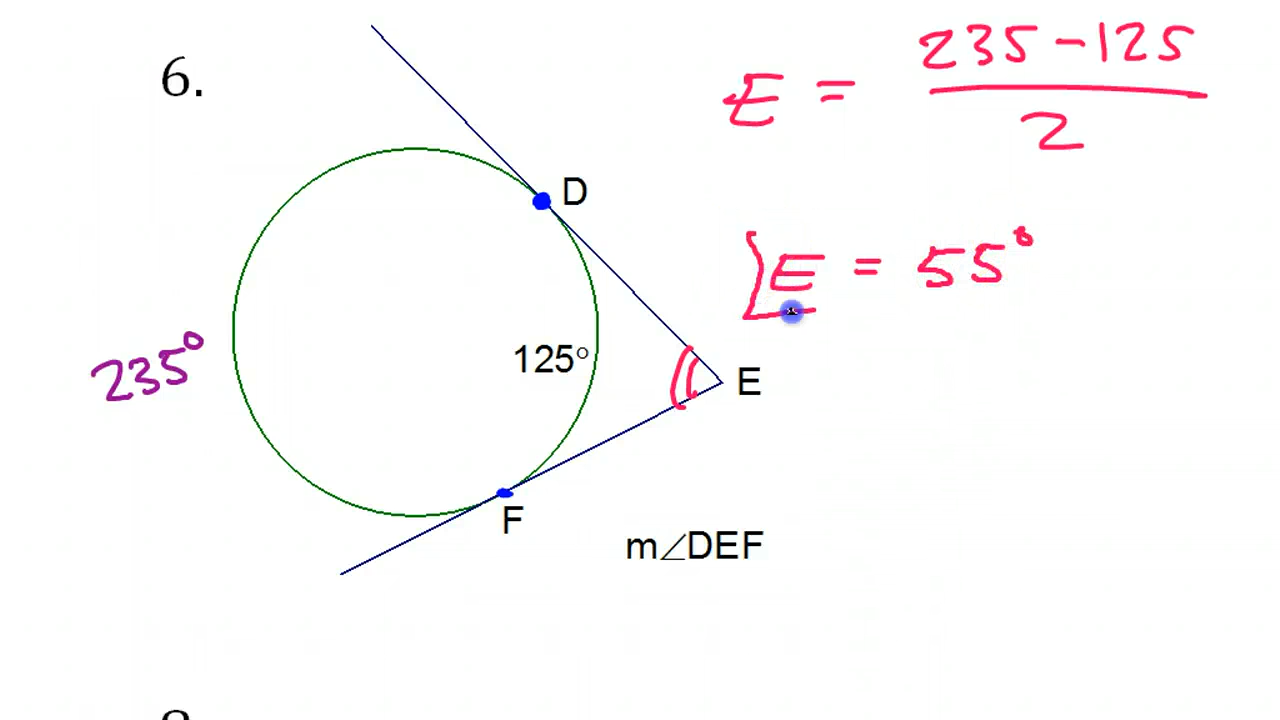 6.
E = 235 - 125
2
D
∠E = 55°
235°
125°
E
F
m∠DEF